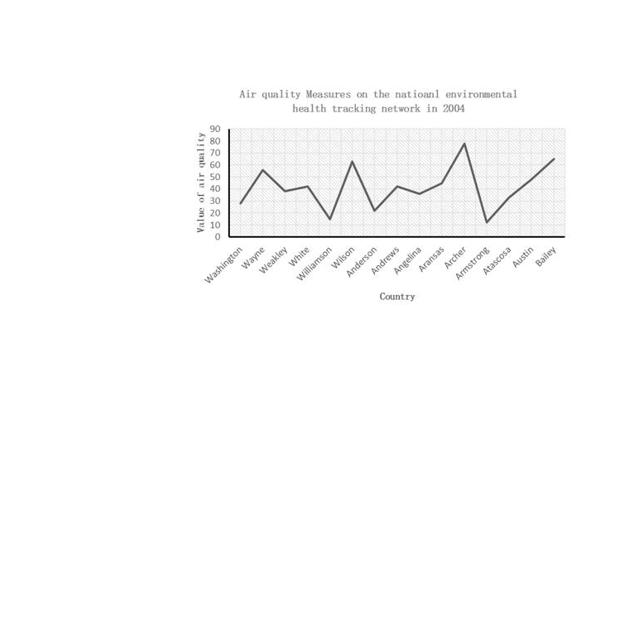 Air quality Measures on the natioanl environmental
health tracking network in 2004
Value of air quality
90
80
70
60
50
40
30
20
10
0
Washington
Wayne
Weakley
White
Williamson
Wilson
Anderson
Andrews
Angelina
Aransas
Archer
Armstrong
Atascosa
Austin
Bailey
Country